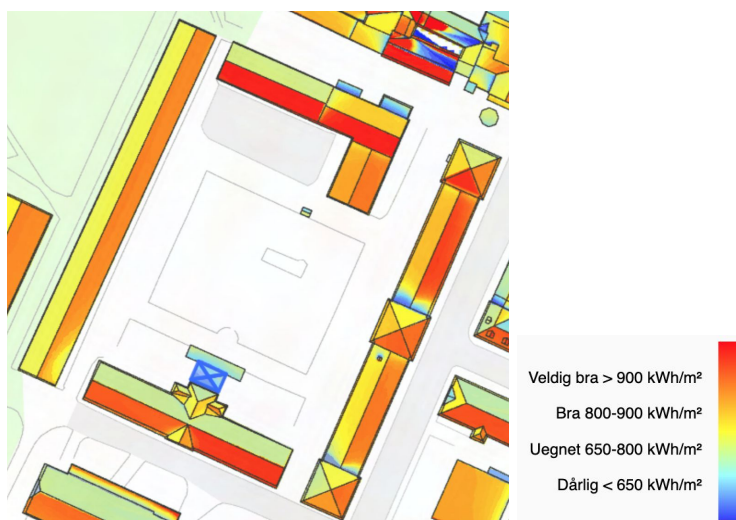 Veldig bra > 900 kWh/m²
Bra 800-900 kWh/m²
Uegnet 650-800 kWh/m²
Dårlig < 650 kWh/m²